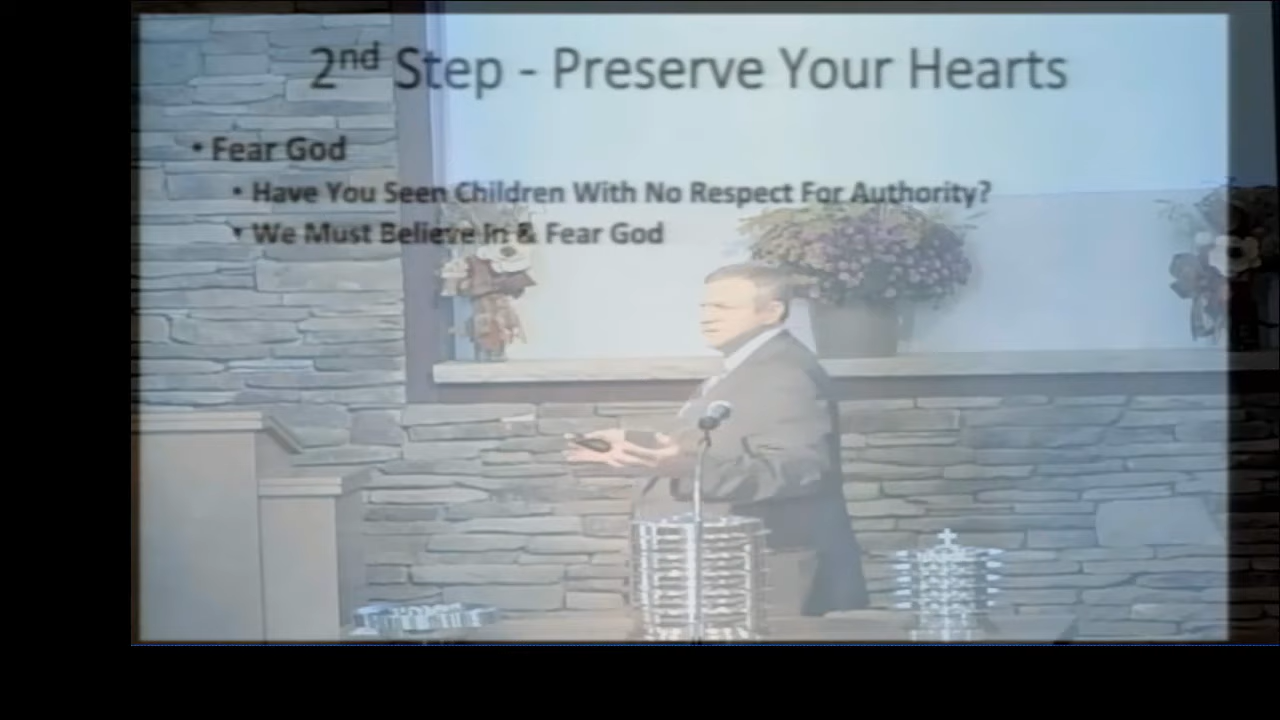 2nd Step - Preserve Your Hearts
• Fear God
• Have You Seen Children With No Respect For Authority?
• We Must Believe In & Fear God